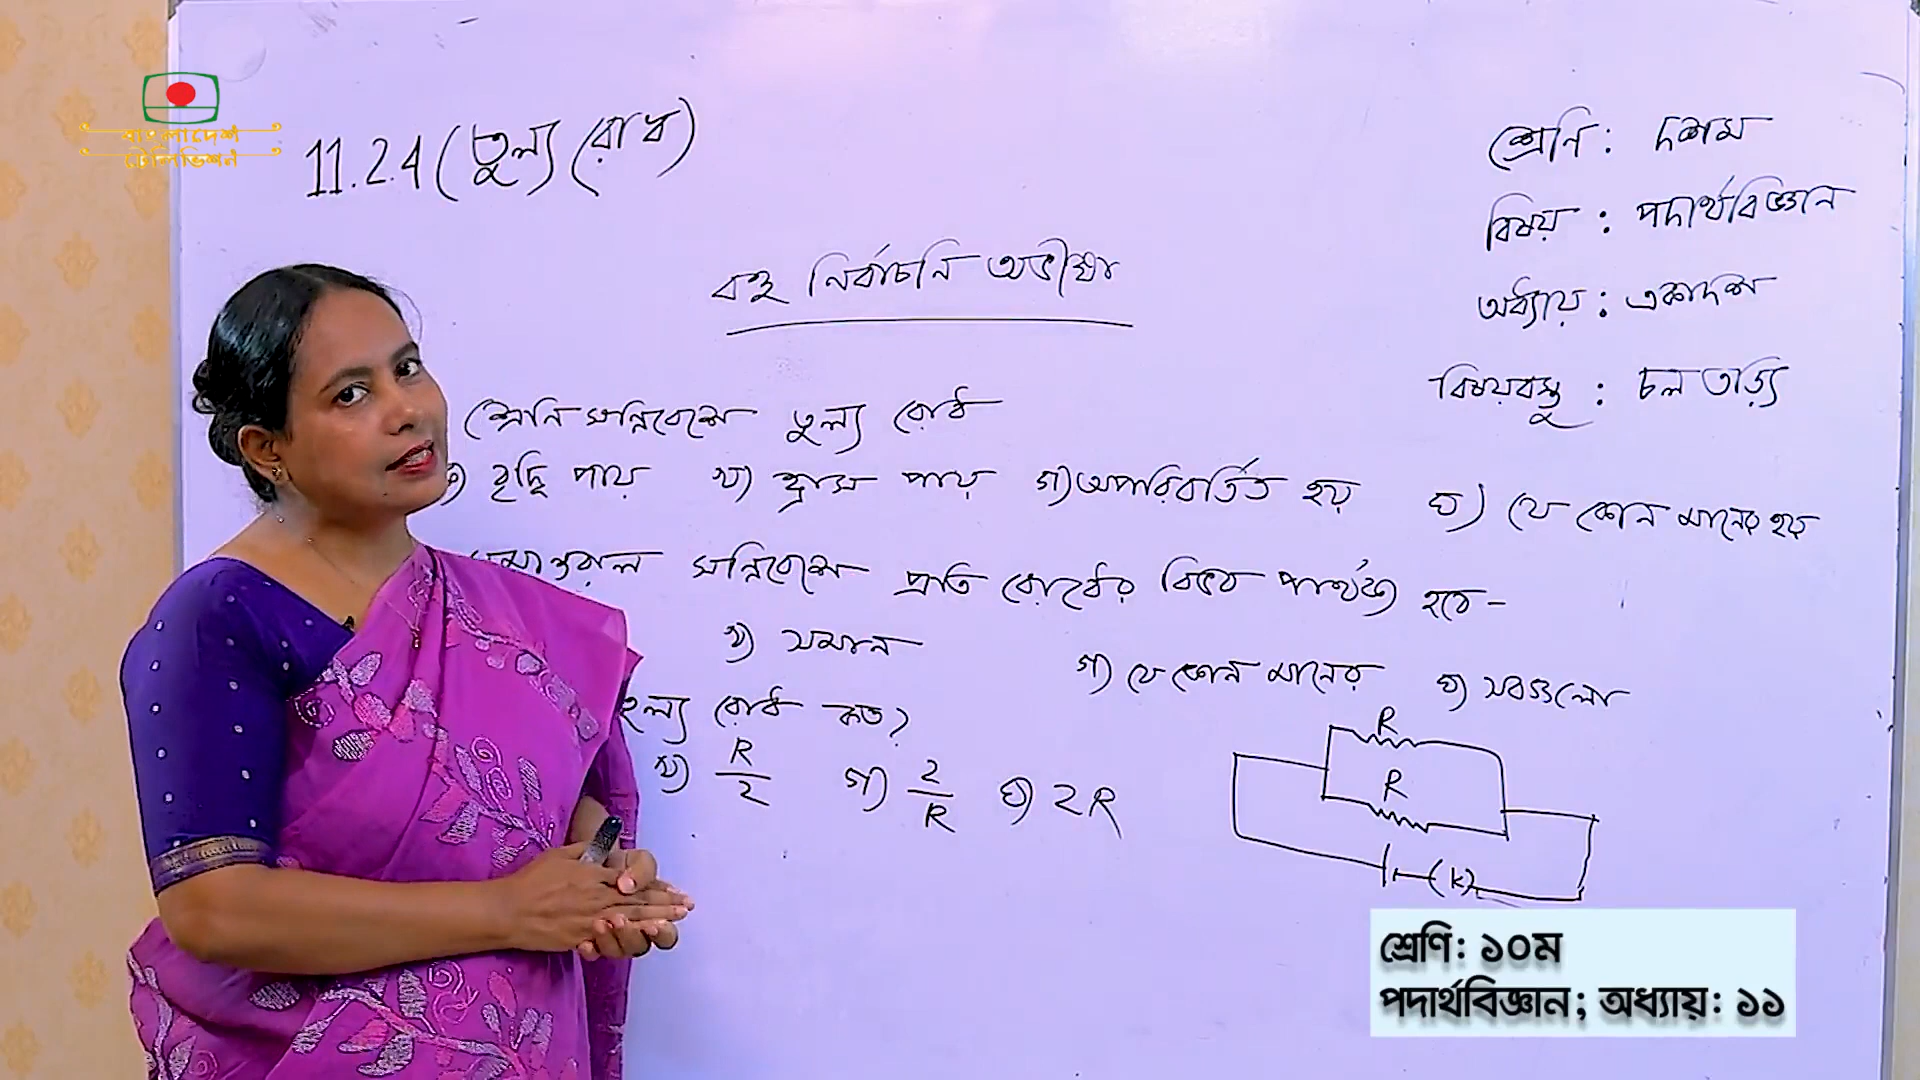 বাংলাদেশ
টেলিভিশন
11.2.4 (তুল্য রোধ)
শ্রেণি : দশম
বিষয় : পদার্থবিজ্ঞান
অধ্যায় : একাদশ
বিষয়বস্তু : চল তড়িৎ
বহু নির্বাচনি অভীক্ষা
শ্রেনি সন্নিবেশে তুল্য রোধ
বৃদ্ধি পায় খ) হ্রাস পায় গ) অপরিবর্তিত হয় ঘ) যে কোন মানের হয়
সন্নিবেশে প্রতি রোধের বিভব পার্থক্য হবে -
খ) সমান গ) যে কোন মানের ঘ) সবগুলো
তুল্য রোধ কত?
খ) R/2 গ) 2/R ঘ) 2R
R
R
(K)
শ্রেণি: ১০ম
পদার্থবিজ্ঞান; অধ্যায়: ১১